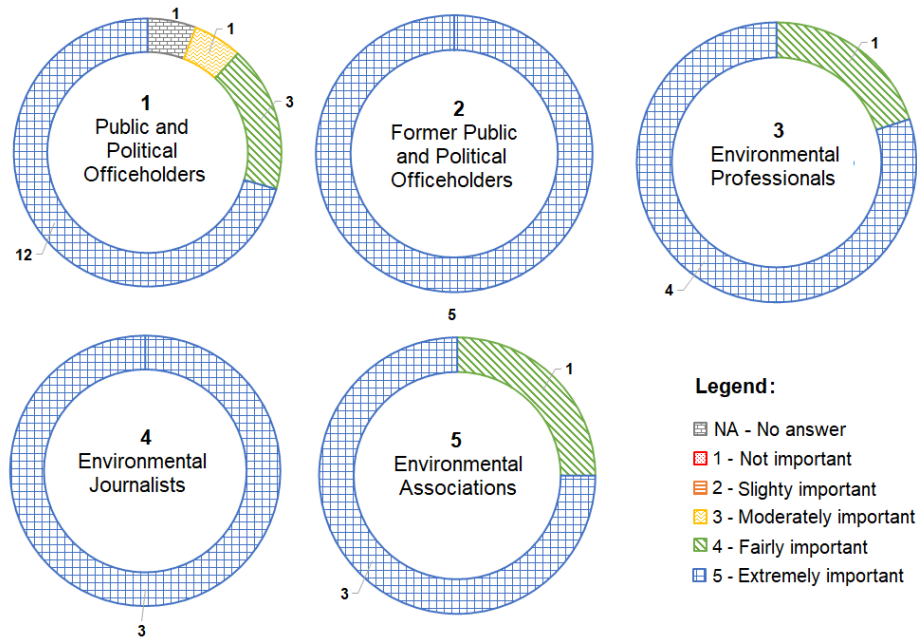 1
1
3
12
1
Public and
Political
Officeholders
2
Former Public
and Political
Officeholders
5
1
3
Environmental
Professionals
4
4
Environmental
Journalists
3
1
5
Environmental
Associations
3
Legend:
NA - No answer
1 - Not important
2 - Slighty important
3 - Moderately important
4 - Fairly important
5 - Extremely important